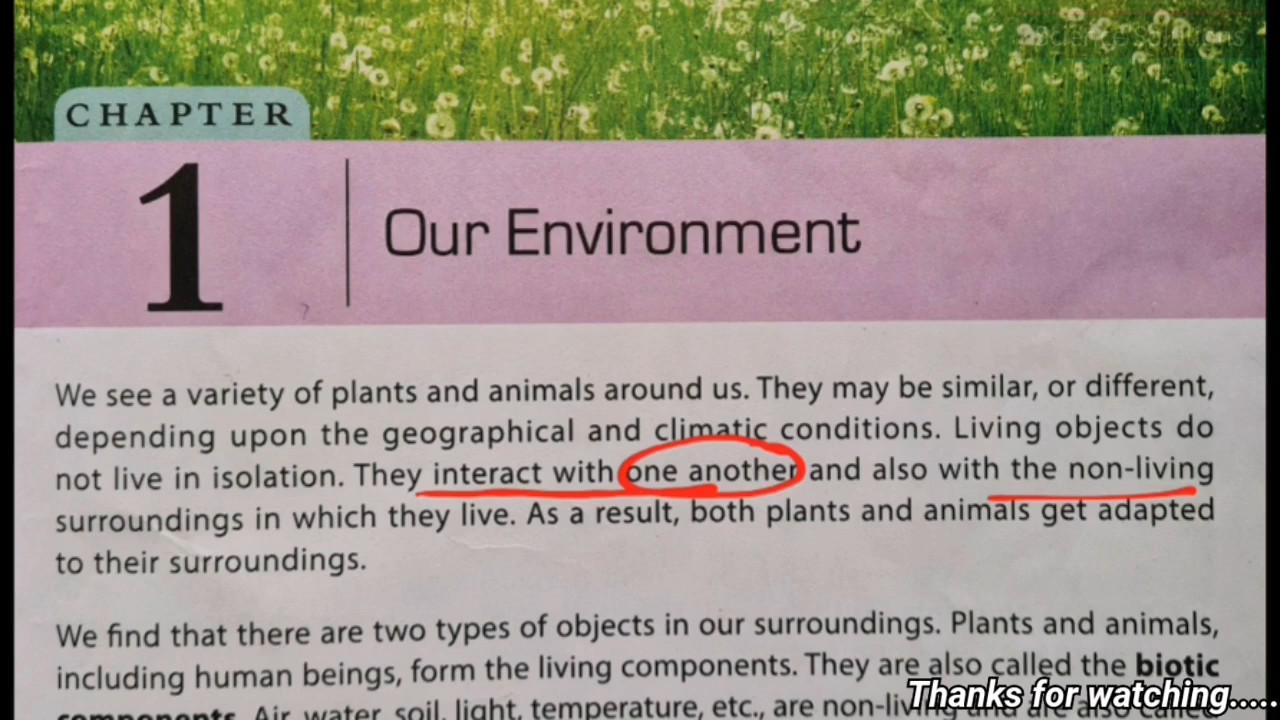 CHAPTER
1
Our Environment
We see a variety of plants and animals around us. They may be similar, or different,
depending upon the geographical and climatic conditions. Living objects do
not live in isolation. They interact with one another and also with the non-living
surroundings in which they live. As a result, both plants and animals get adapted
to their surroundings.
We find that there are two types of objects in our surroundings. Plants and animals,
including human beings, form the living components. They are also called the biotic
components. Air, water, soil, light, temperature, etc., are non-living and are also
Thanks for watching.....